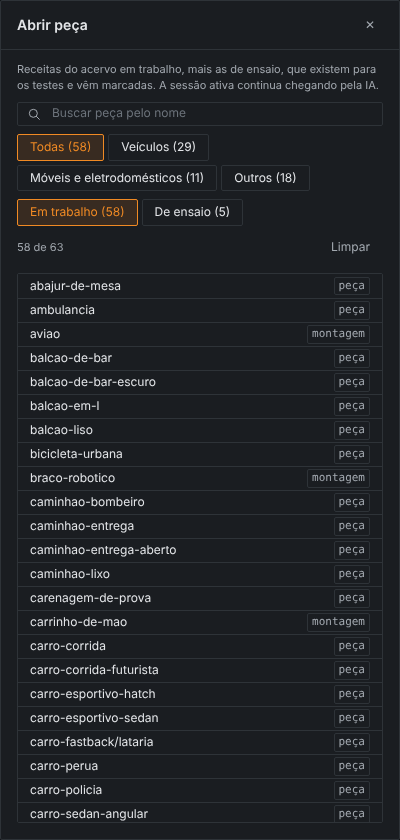 Abrir peça ×
Receitas do acervo em trabalho, mais as de ensaio, que existem para
os testes e vêm marcadas. A sessão ativa continua chegando pela IA.
Buscar peça pelo nome
Todas (58) Veículos (29)
Móveis e eletrodomésticos (11) Outros (18)
Em trabalho (58) De ensaio (5)
58 de 63 Limpar
abajur-de-mesa peça
ambulancia peça
aviao montagem
balcao-de-bar peça
balcao-de-bar-escuro peça
balcao-em-l peça
balcao-liso peça
bicicleta-urbana peça
braco-robotico montagem
caminhao-bombeiro peça
caminhao-entrega peça
caminhao-entrega-aberto peça
caminhao-lixo peça
carenagem-de-prova peça
carrinho-de-mao montagem
carro-corrida peça
carro-corrida-futurista peça
carro-esportivo-hatch peça
carro-esportivo-sedan peça
carro-fastback/lataria peça
carro-perua peça
carro-policia peça
carro-sedan-angular peça